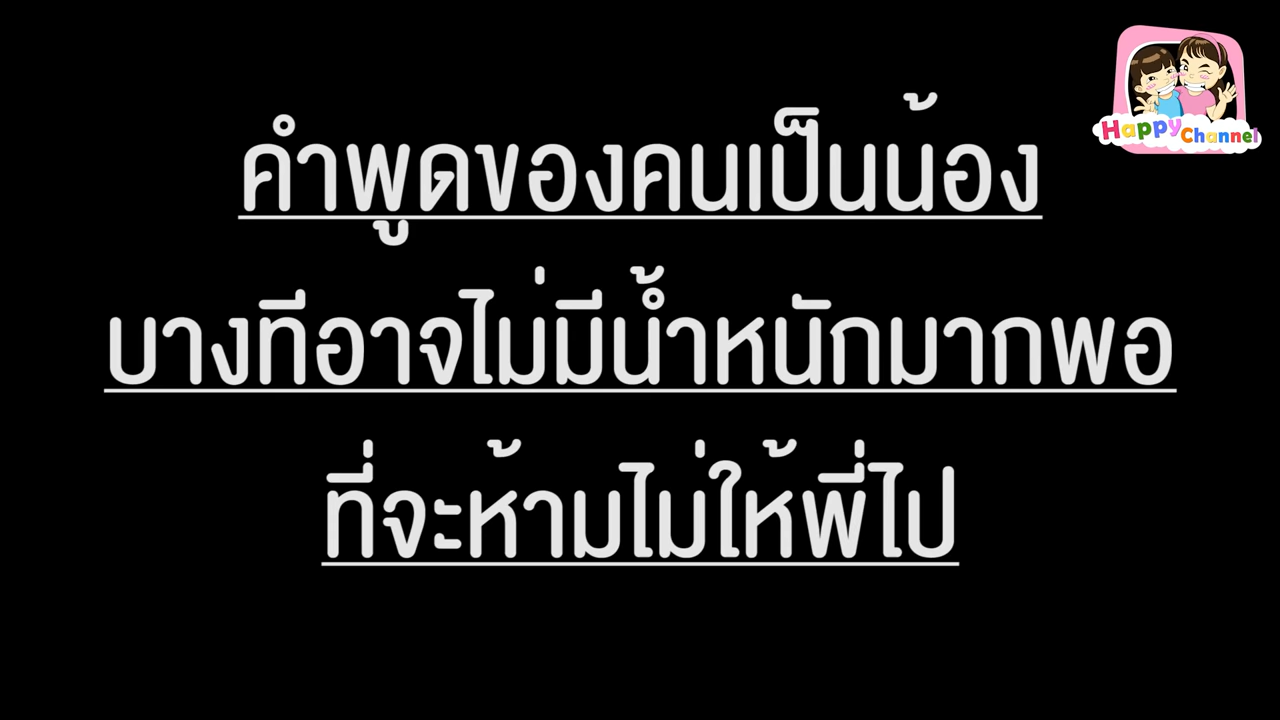 Happy Channel
คำพูดของคนเป็นน้อง
บางทีอาจไม่มีน้ำหนักมากพอ
ที่จะห้ามไม่ให้พี่ไป